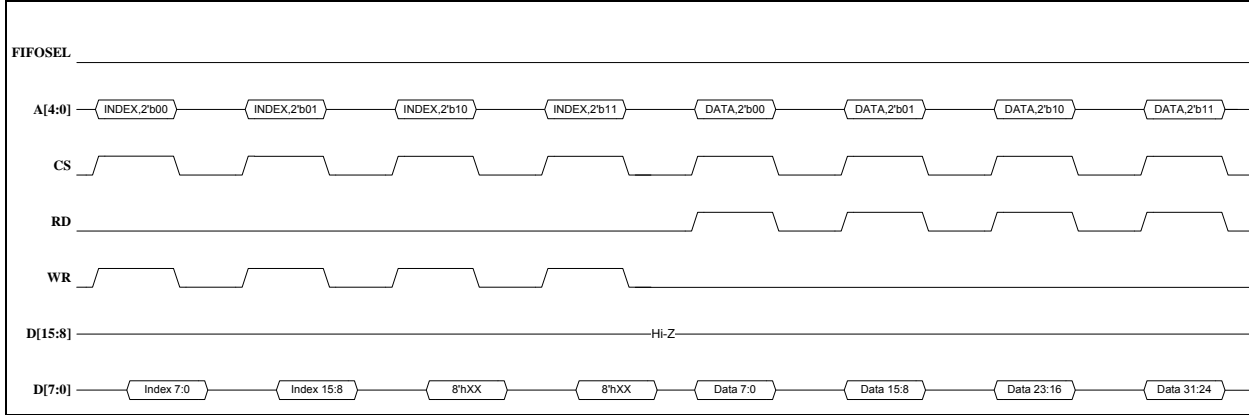 FIFOSEL
A[4:0] INDEX,2'b00 INDEX,2'b01 INDEX,2'b10 INDEX,2'b11 DATA,2'b00 DATA,2'b01 DATA,2'b10 DATA,2'b11
CS
RD
WR
D[15:8] Hi-Z
D[7:0] Index 7:0 Index 15:8 8'hXX 8'hXX Data 7:0 Data 15:8 Data 23:16 Data 31:24